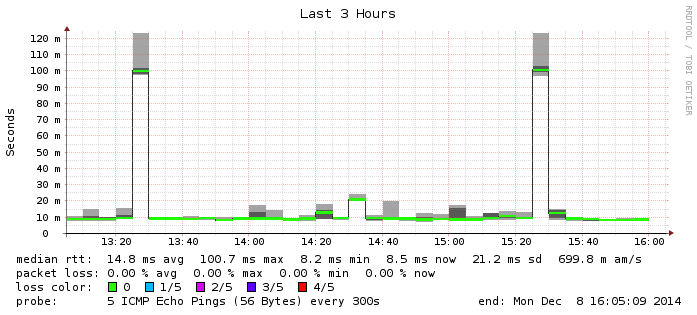 Last 3 Hours
RRDTOOL / TOBI OETIKER
Seconds
120 m
110 m
100 m
90 m
80 m
70 m
60 m
50 m
40 m
30 m
20 m
10 m
0
13:20 13:40 14:00 14:20 14:40 15:00 15:20 15:40 16:00
median rtt: 14.8 ms avg 100.7 ms max 8.2 ms min 8.5 ms now 21.2 ms sd 699.8 m am/s
packet loss: 0.00 % avg 0.00 % max 0.00 % min 0.00 % now
loss color: 0 1/5 2/5 3/5 4/5
probe: 5 ICMP Echo Pings (56 Bytes) every 300s end: Mon Dec 8 16:05:09 2014